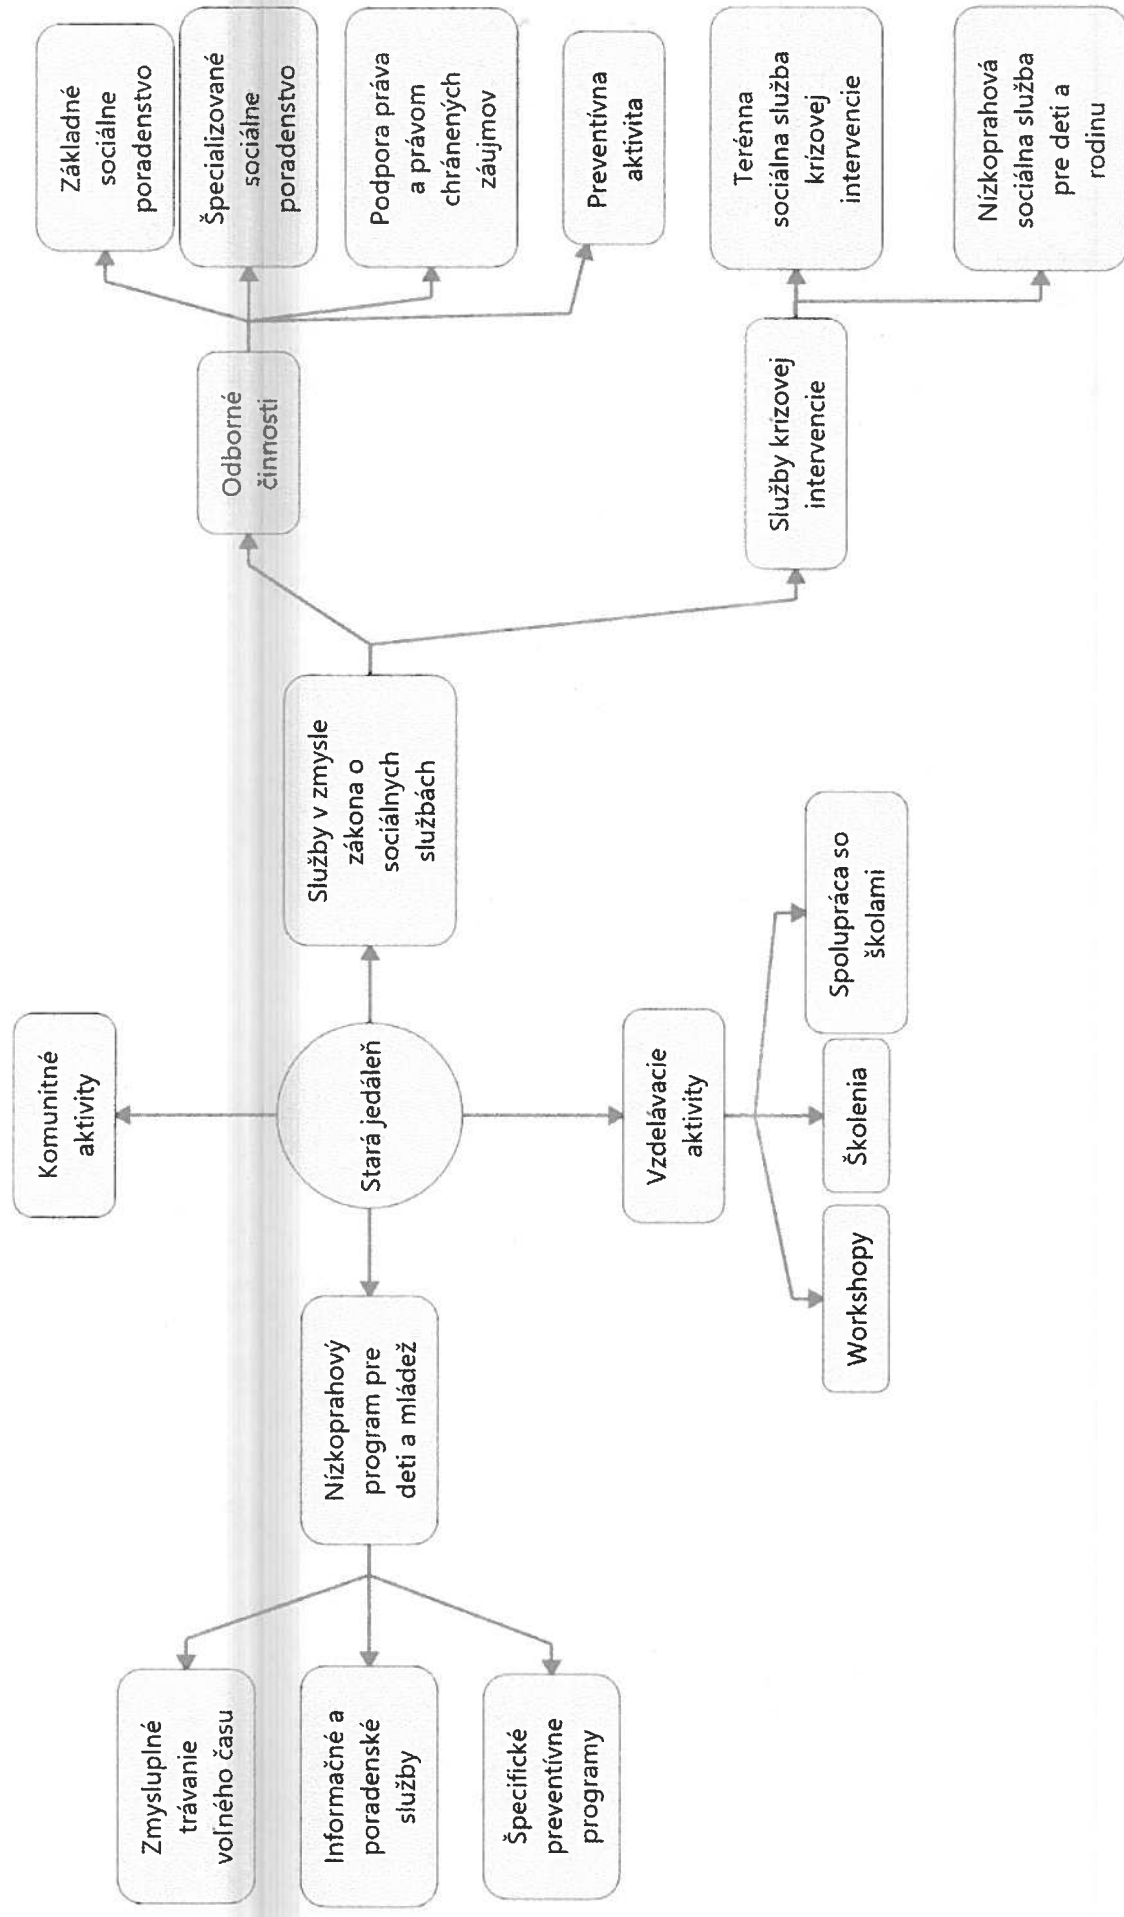 Komunitné
aktivity
Stará jedáleň
Nízkoprahový
program pre
deti a mládež
Zmysluplné
trávanie
voľného času
Informačné a
poradenské
služby
Špecifické
preventívne
programy
Služby v zmysle
zákona o
sociálnych
službách
Odborné
činnosti
Základné
sociálne
poradenstvo
Špecializované
sociálne
poradenstvo
Podpora práva
a právom
chránených
záujmov
Preventívna
aktivita
Služby krízovej
intervencie
Terénna
sociálna služba
krízovej
intervencie
Nízkoprahová
sociálna služba
pre deti a
rodinu
Vzdelávacie
aktivity
Workshopy
Školenia
Spolupráca so
školami